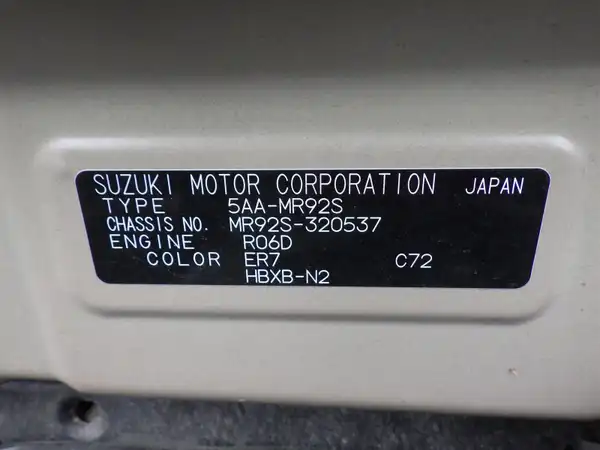 SUZUKI MOTOR CORPORATION JAPAN
TYPE 5AA-MR92S
CHASSIS NO. MR92S-320537
ENGINE R06D
COLOR ER7 C72
HBXB-N2